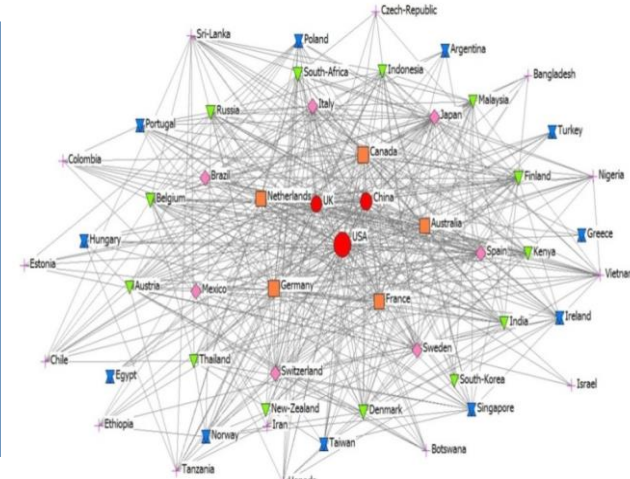 Czech-Republic
Sri-Lanka
Poland
Argentina
South-Africa
Indonesia
Bangladesh
Italy
Malaysia
Russia
Japan
Portugal
Turkey
Canada
Colombia
Brazil
Finland
Nigeria
Belgium
Netherlands
UK
China
Australia
Greece
USA
Hungary
Spain
Kenya
Estonia
Austria
Mexico
Germany
France
India
Ireland
Sweden
Chile
Thailand
Switzerland
Egypt
South-Korea
Israel
New-Zealand
Denmark
Singapore
Ethiopia
Iran
Norway
Taiwan
Botswana
Tanzania